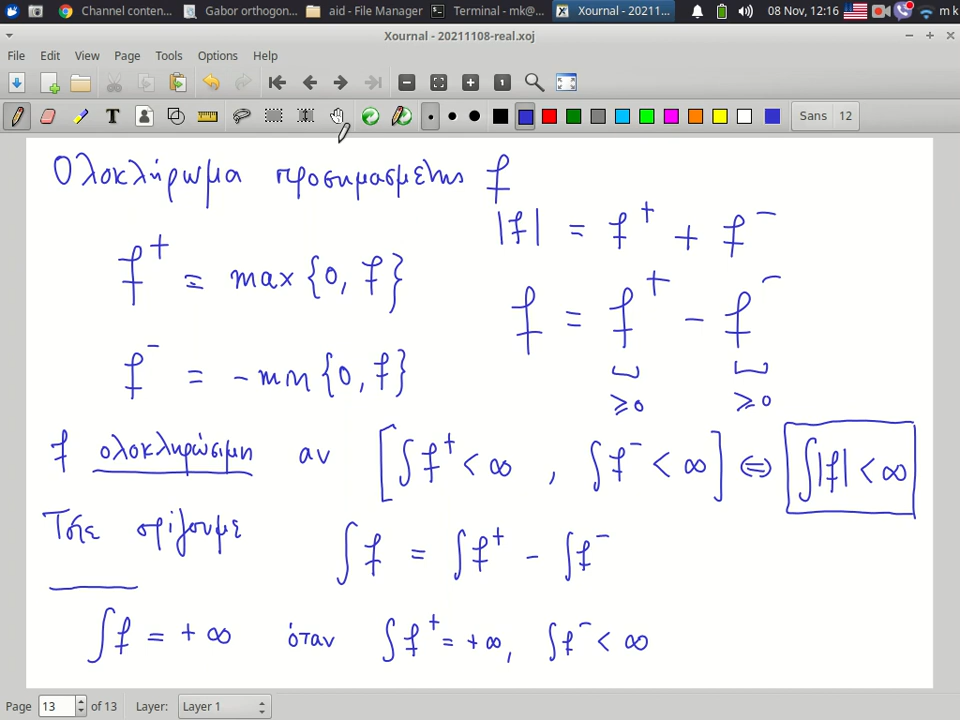 Channel conten... Gabor orthogon... aid - File Manager Terminal - mk@... Xournal - 20211... 08 Nov, 12:16 m k
Xournal - 20211108-real.xoj
File Edit View Page Tools Options Help
Sans 12
Ολοκλήρωμα προσημασμένης f
|f| = f⁺ + f⁻
f⁺ = max {0, f}
f = f⁺ - f⁻
f⁻ = -min {0, f}
≥0 ≥0
f ολοκληρώσιμη αν [∫f⁺ < ∞ , ∫f⁻ < ∞] ⇔ ∫|f| < ∞
Τότε ορίζουμε ∫f = ∫f⁺ - ∫f⁻
∫f = +∞ όταν ∫f⁺ = +∞, ∫f⁻ < ∞
Page 13 of 13 Layer: Layer 1